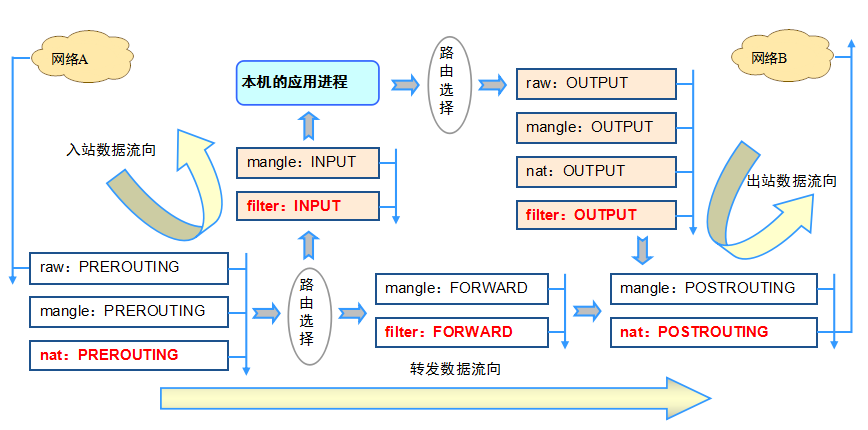 网络A
本机的应用进程
路由选择
网络B
raw：OUTPUT
mangle：OUTPUT
nat：OUTPUT
filter：OUTPUT
入站数据流向
mangle：INPUT
filter：INPUT
出站数据流向
raw：PREROUTING
mangle：PREROUTING
nat：PREROUTING
路由选择
mangle：FORWARD
filter：FORWARD
mangle：POSTROUTING
nat：POSTROUTING
转发数据流向